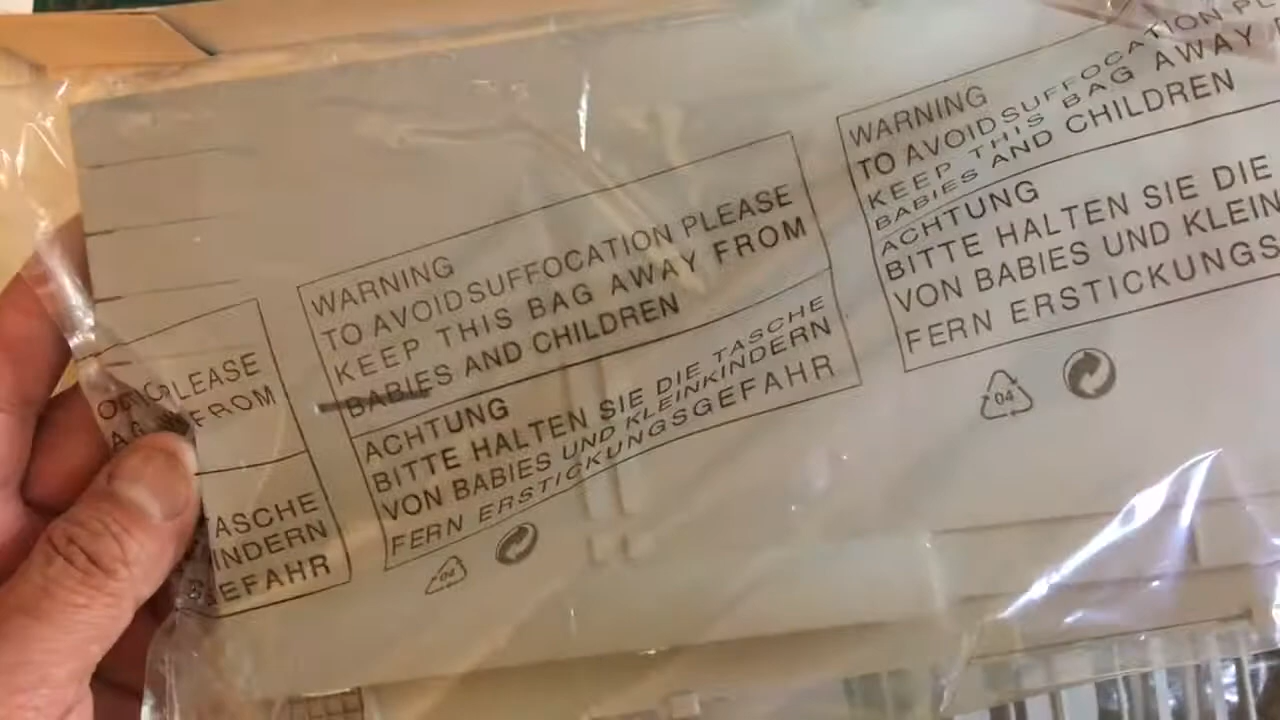 PLEASE
FROM
TASCHE
INDERN
GEFAHR
WARNING
TO AVOID SUFFOCATION PLEASE
KEEP THIS BAG AWAY FROM
BABIES AND CHILDREN
ACHTUNG
BITTE HALTEN SIE DIE TASCHE
VON BABIES UND KLEINKINDERN
FERN ERSTICKUNGSGEFAHR
04
WARNING
TO AVOID SUFFOCATION PL
KEEP THIS BAG AWAY
BABIES AND CHILDREN
ACHTUNG
BITTE HALTEN SIE DIE
VON BABIES UND KLEIN
FERN ERSTICKUNGS
04